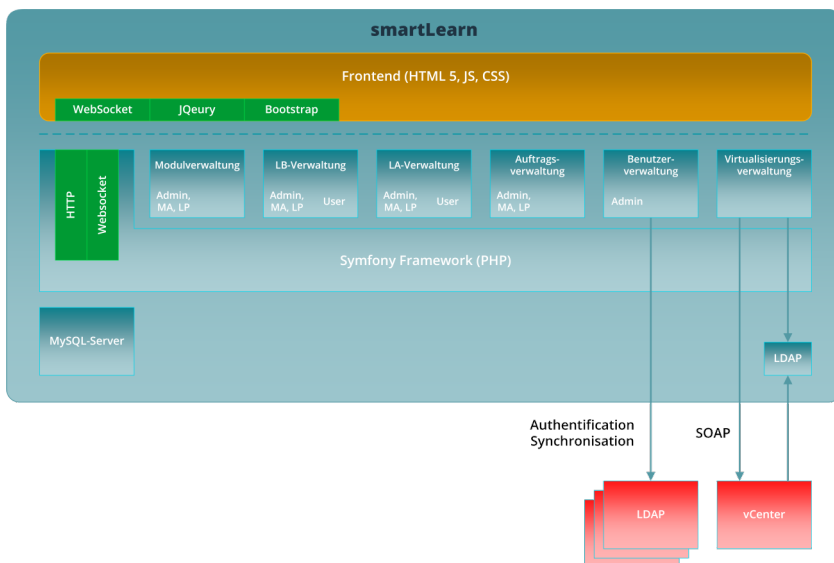 smartLearn
Frontend (HTML 5, JS, CSS)
WebSocket
JQeury
Bootstrap
HTTP
Websocket
Modulverwaltung
Admin,
MA, LP
LB-Verwaltung
Admin,
MA, LP
User
LA-Verwaltung
Admin,
MA, LP
User
Auftrags-
verwaltung
Admin,
MA, LP
Benutzer-
verwaltung
Admin
Virtualisierungs-
verwaltung
Symfony Framework (PHP)
MySQL-Server
LDAP
Authentification
Synchronisation
SOAP
LDAP
vCenter